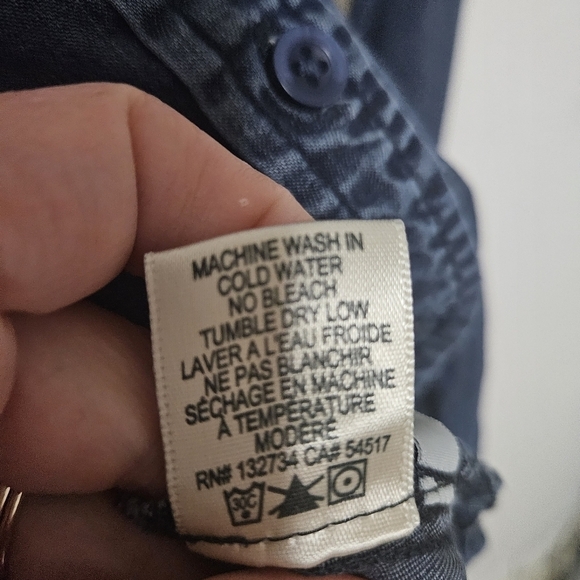 MACHINE WASH IN
COLD WATER
NO BLEACH
TUMBLE DRY LOW
LAVER A L'EAU FROIDE
NE PAS BLANCHIR
SÉCHAGE EN MACHINE
À TEMPÉRATURE
MODÉRÉ
RN# 132734 CA# 54517
30C